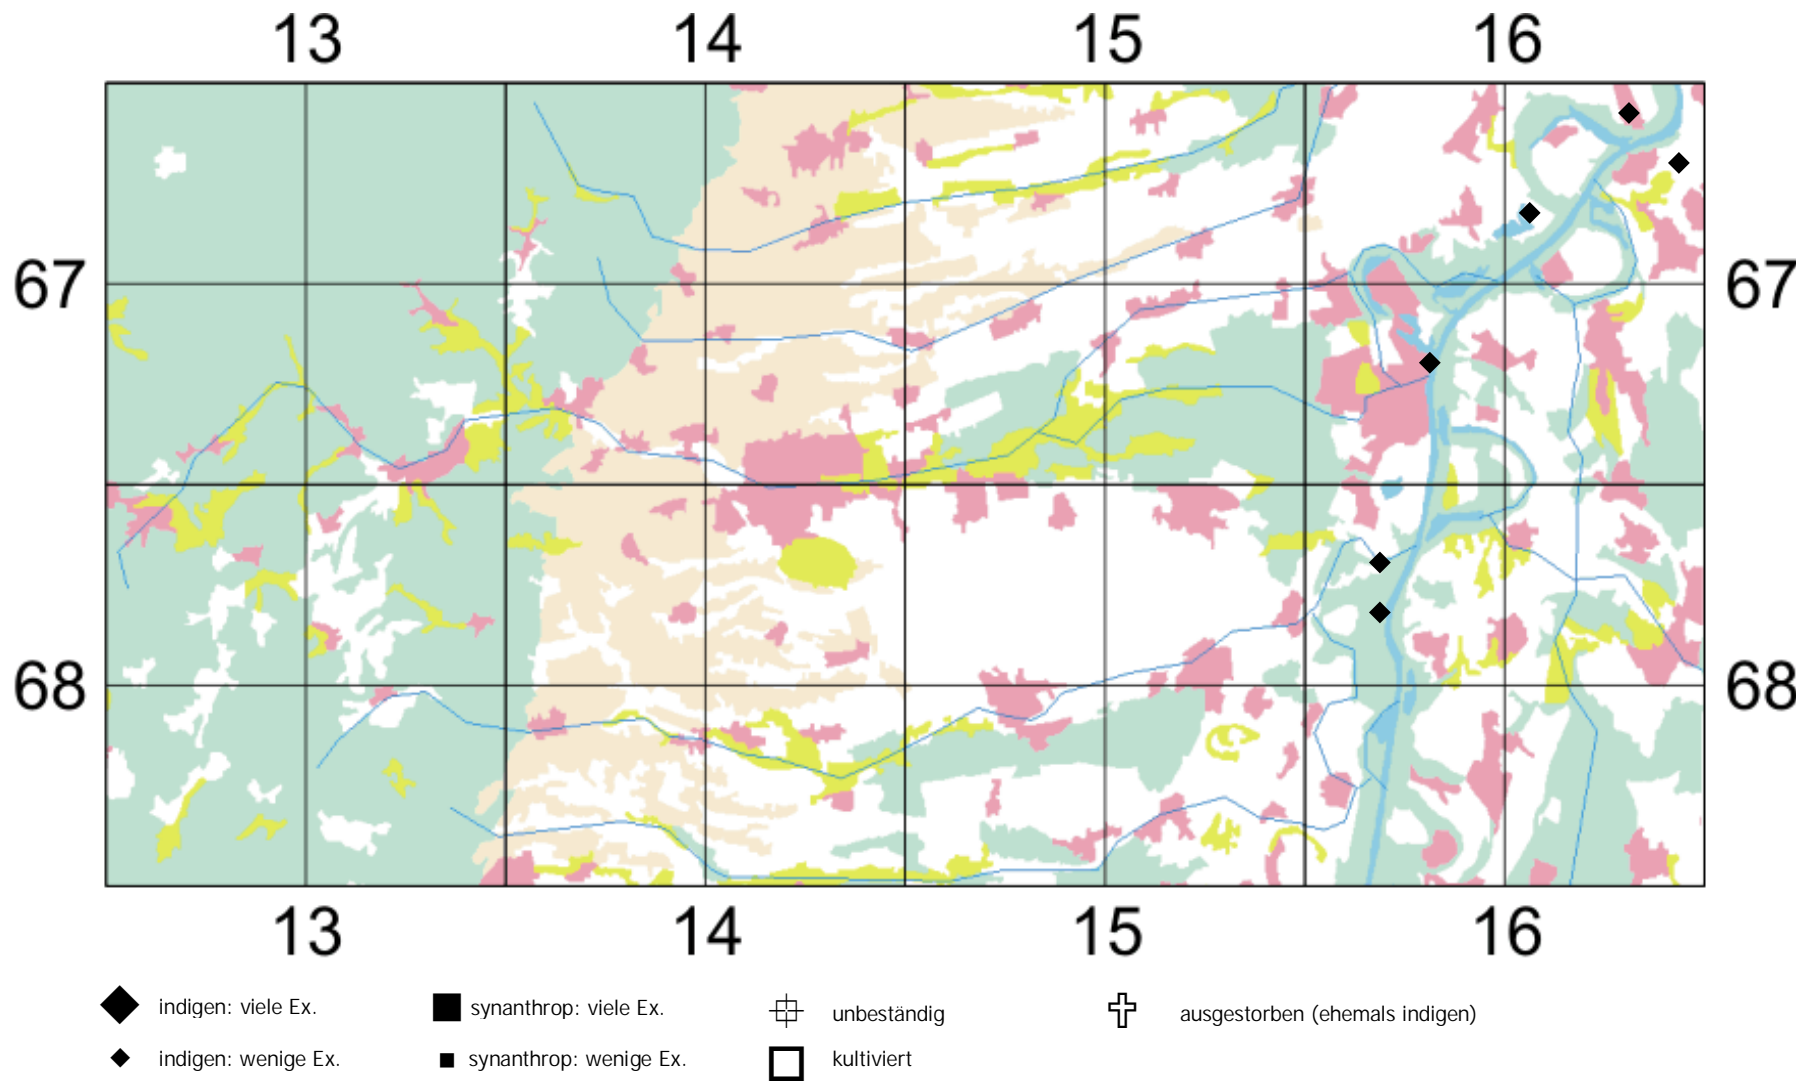 13 14 15 16
67 67
68 68
13 14 15 16
indigen: viele Ex. synanthrop: viele Ex. unbeständig ausgestorben (ehemals indigen)
indigen: wenige Ex. synanthrop: wenige Ex. kultiviert